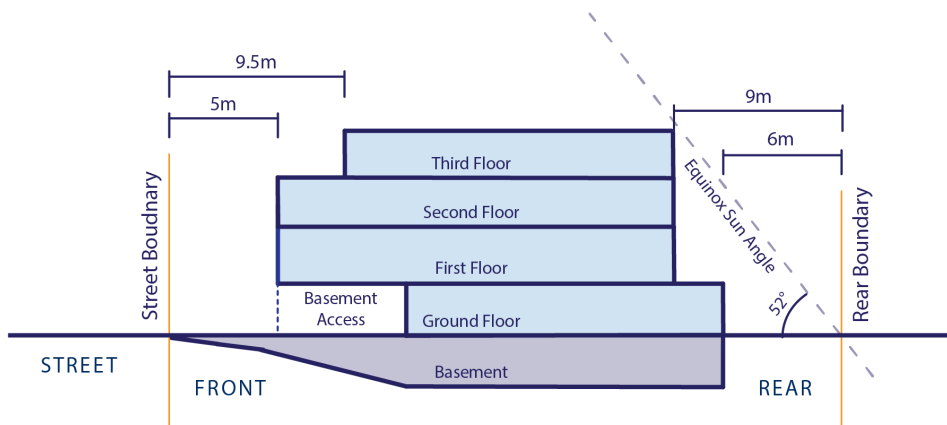 9.5m
5m
9m
6m
Third Floor
Second Floor
First Floor
Basement
Access
Ground Floor
Basement
Street Boudnary
Equinox Sun Angle
52°
Rear Boundary
STREET
FRONT
REAR